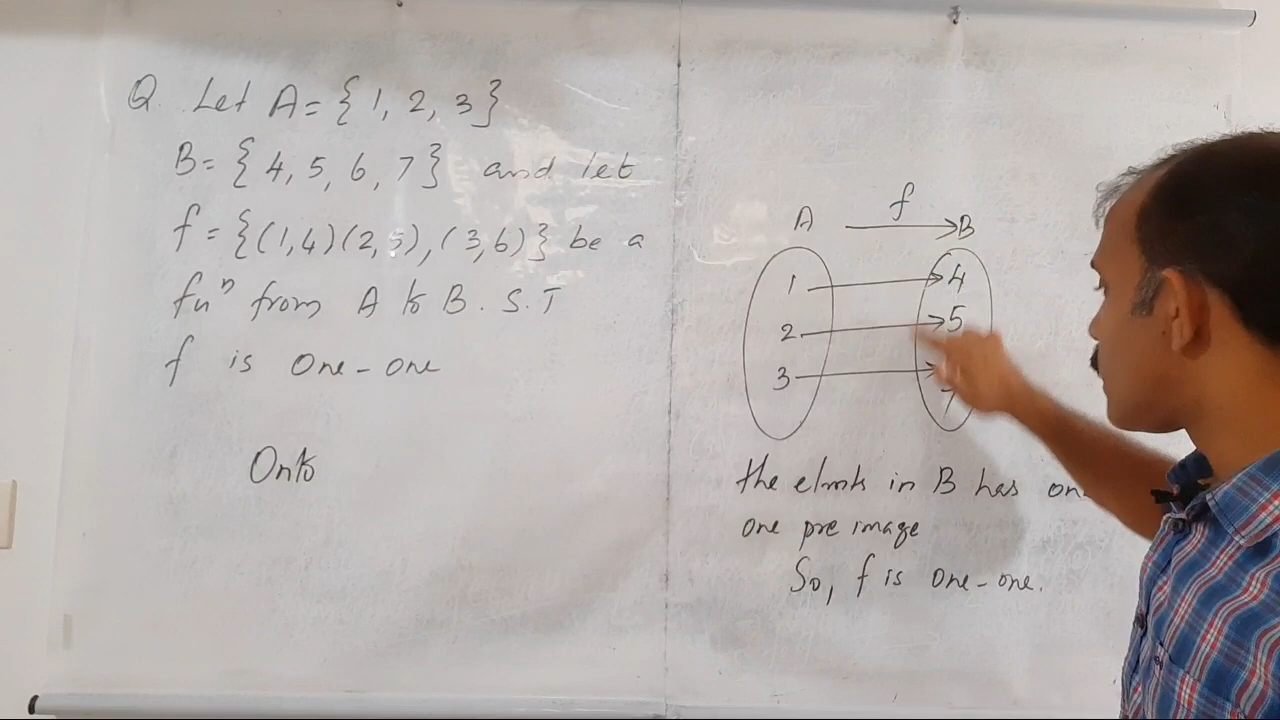 Q. Let A = {1, 2, 3}
B = {4, 5, 6, 7} and let
f = {(1,4)(2,5),(3,6)} be a
fuⁿ from A to B. S.T
f is One-one
Onto
f
A B
1 4
2 5
3
7
the elmts in B has
one pre image
So, f is one-one.